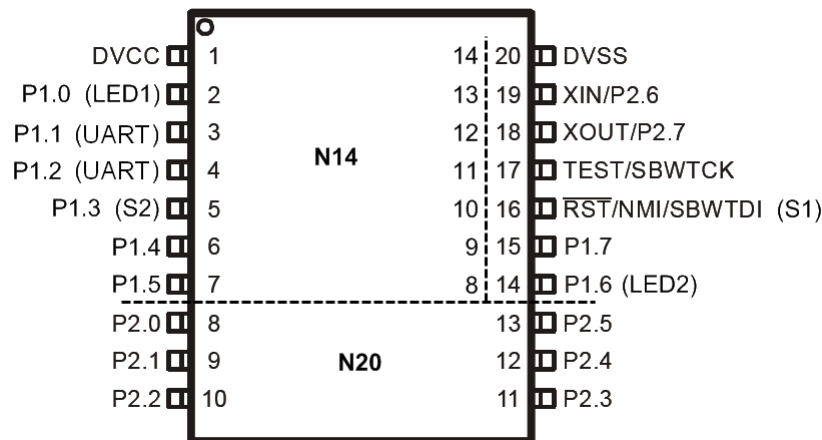 DVCC 1 14 20 DVSS
P1.0 (LED1) 2 13 19 XIN/P2.6
P1.1 (UART) 3 12 18 XOUT/P2.7
P1.2 (UART) 4 N14 11 17 TEST/SBWTCK
P1.3 (S2) 5 10 16 RST/NMI/SBWTDI (S1)
P1.4 6 9 15 P1.7
P1.5 7 8 14 P1.6 (LED2)
P2.0 8 13 P2.5
P2.1 9 N20 12 P2.4
P2.2 10 11 P2.3